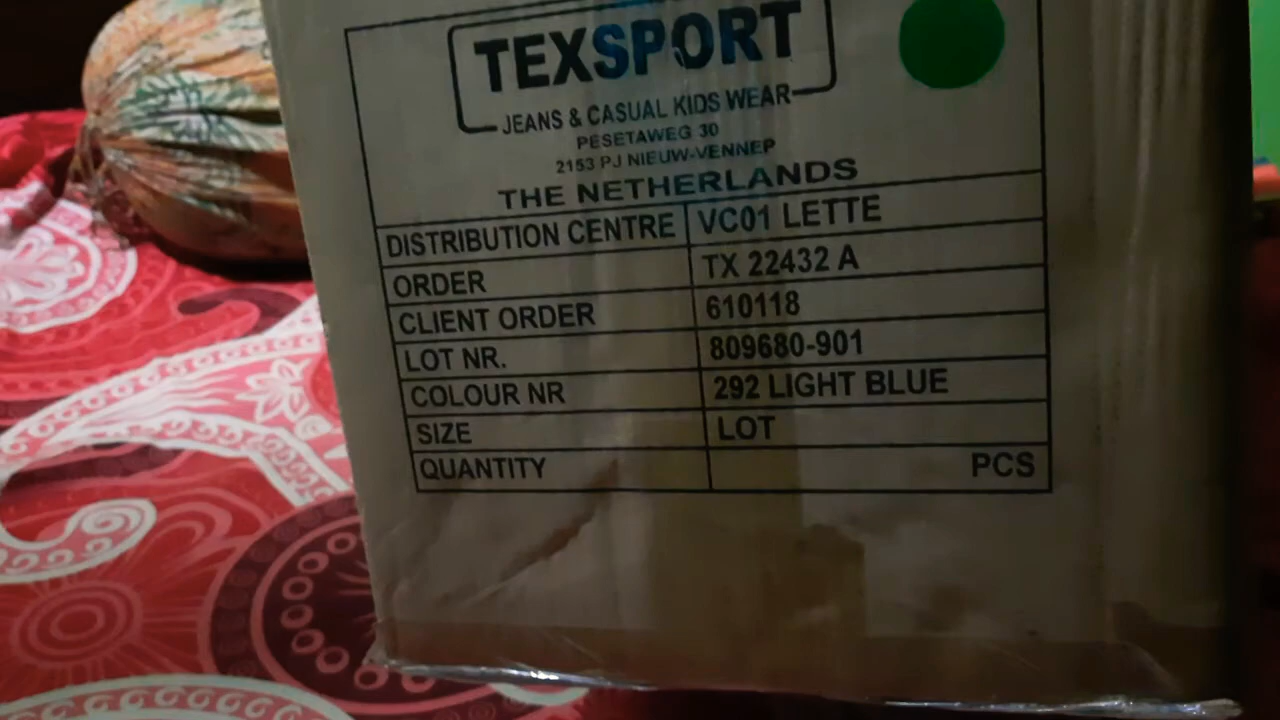 TEXSPORT
JEANS & CASUAL KIDS WEAR
PESETAWEG 30
2153 PJ NIEUW-VENNEP
THE NETHERLANDS
DISTRIBUTION CENTRE VC01 LETTE
ORDER TX 22432 A
CLIENT ORDER 610118
LOT NR. 809680-901
COLOUR NR 292 LIGHT BLUE
SIZE LOT
QUANTITY PCS